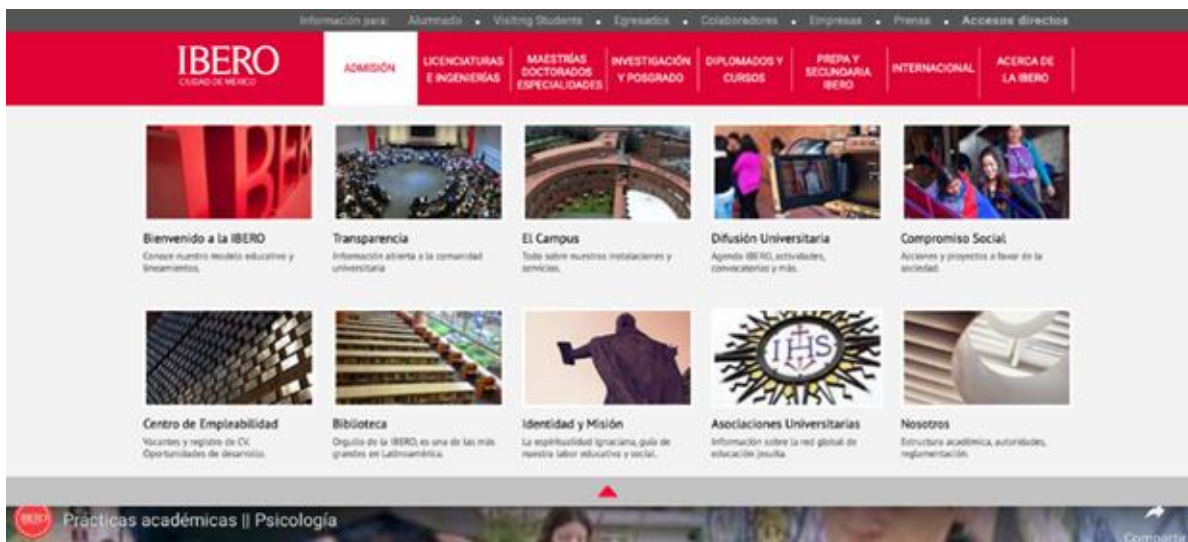 Información para: Alumnado • Visiting Students • Egresados • Colaboradores • Empresas • Prensa • Accesos directos
IBERO
CIUDAD DE MÉXICO
ADMISIÓN
LICENCIATURAS
E INGENIERÍAS
MAESTRÍAS
DOCTORADOS
ESPECIALIDADES
INVESTIGACIÓN
Y POSGRADO
DIPLOMADOS Y
CURSOS
PREPA Y
SECUNDARIA
IBERO
INTERNACIONAL
ACERCA DE
LA IBERO
IBER
Bienvenido a la IBERO
Conoce nuestro modelo educativo y
lineamientos.
Transparencia
Información abierta a la comunidad
universitaria
El Campus
Todo sobre nuestras instalaciones y
servicios.
Difusión Universitaria
Agenda IBERO, actividades,
convocatorias y más.
Compromiso Social
Acciones y proyectos a favor de la
sociedad.
IHS
Centro de Empleabilidad
Vacantes y registro de CV.
Oportunidades de desarrollo.
Biblioteca
Orgullo de la IBERO, es una de las más
grandes en Latinoamérica.
Identidad y Misión
La espiritualidad ignaciana, guía de
nuestra labor educativa y social.
Asociaciones Universitarias
Información sobre la red global de
educación jesuita.
Nosotros
Estructura académica, autoridades,
reglamentación.
IBERO
Prácticas académicas || Psicología
Compartir